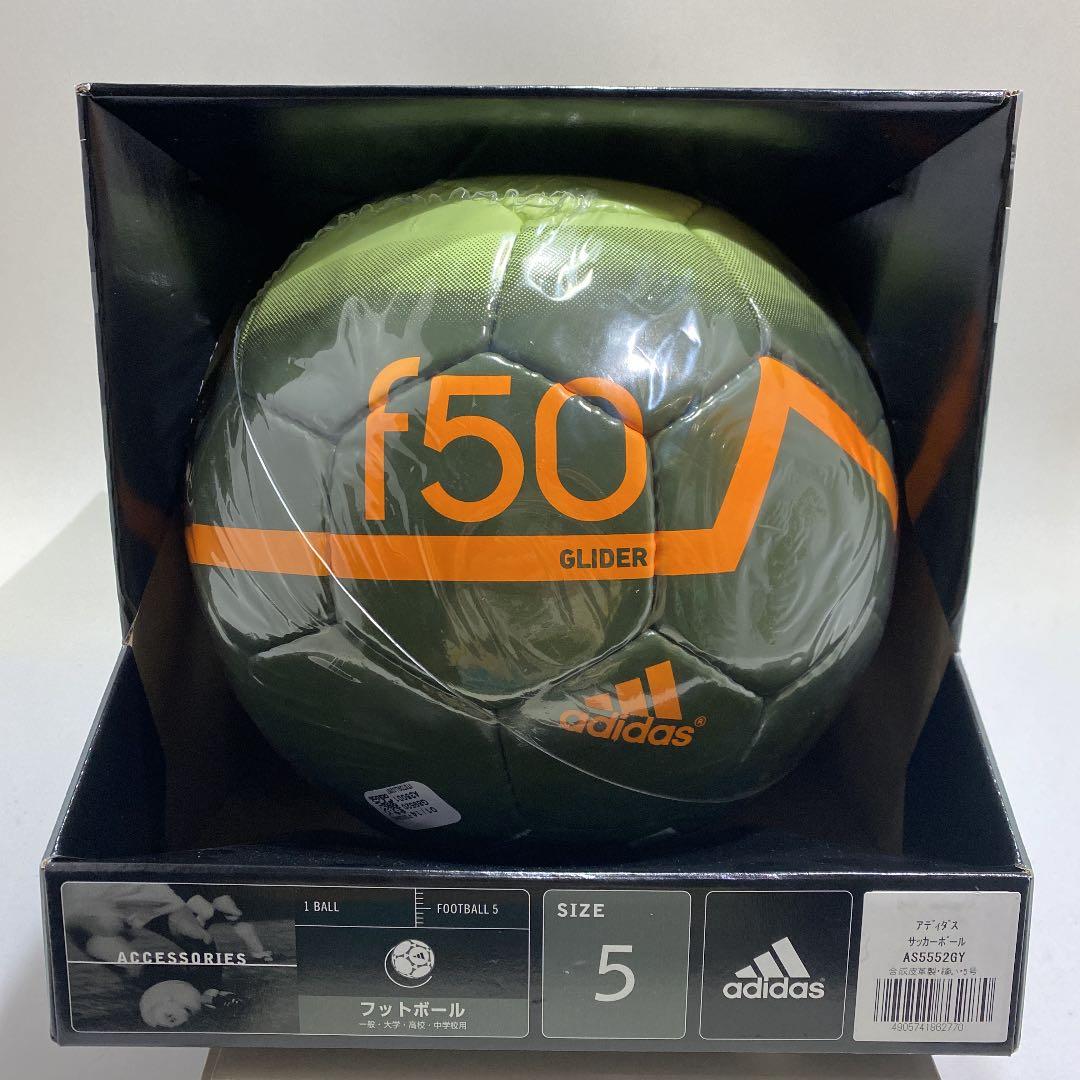 f50
GLIDER
adidas®
1 BALL
FOOTBALL 5
ACCESSORIES
フットボール
一般・大学・高校・中学校用
SIZE
5
adidas
アディダス
サッカーボール
AS5552GY
合成皮革製・縫い・5号
4905741862770